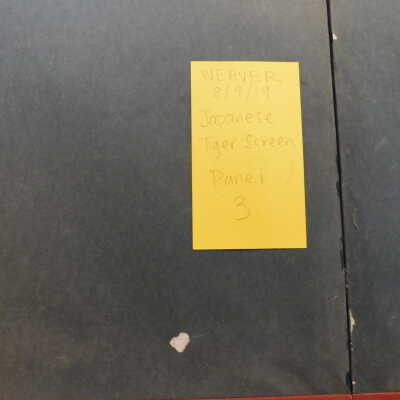 WEAVER
8/9/19
Japanese
Tiger Screen
Panel
3